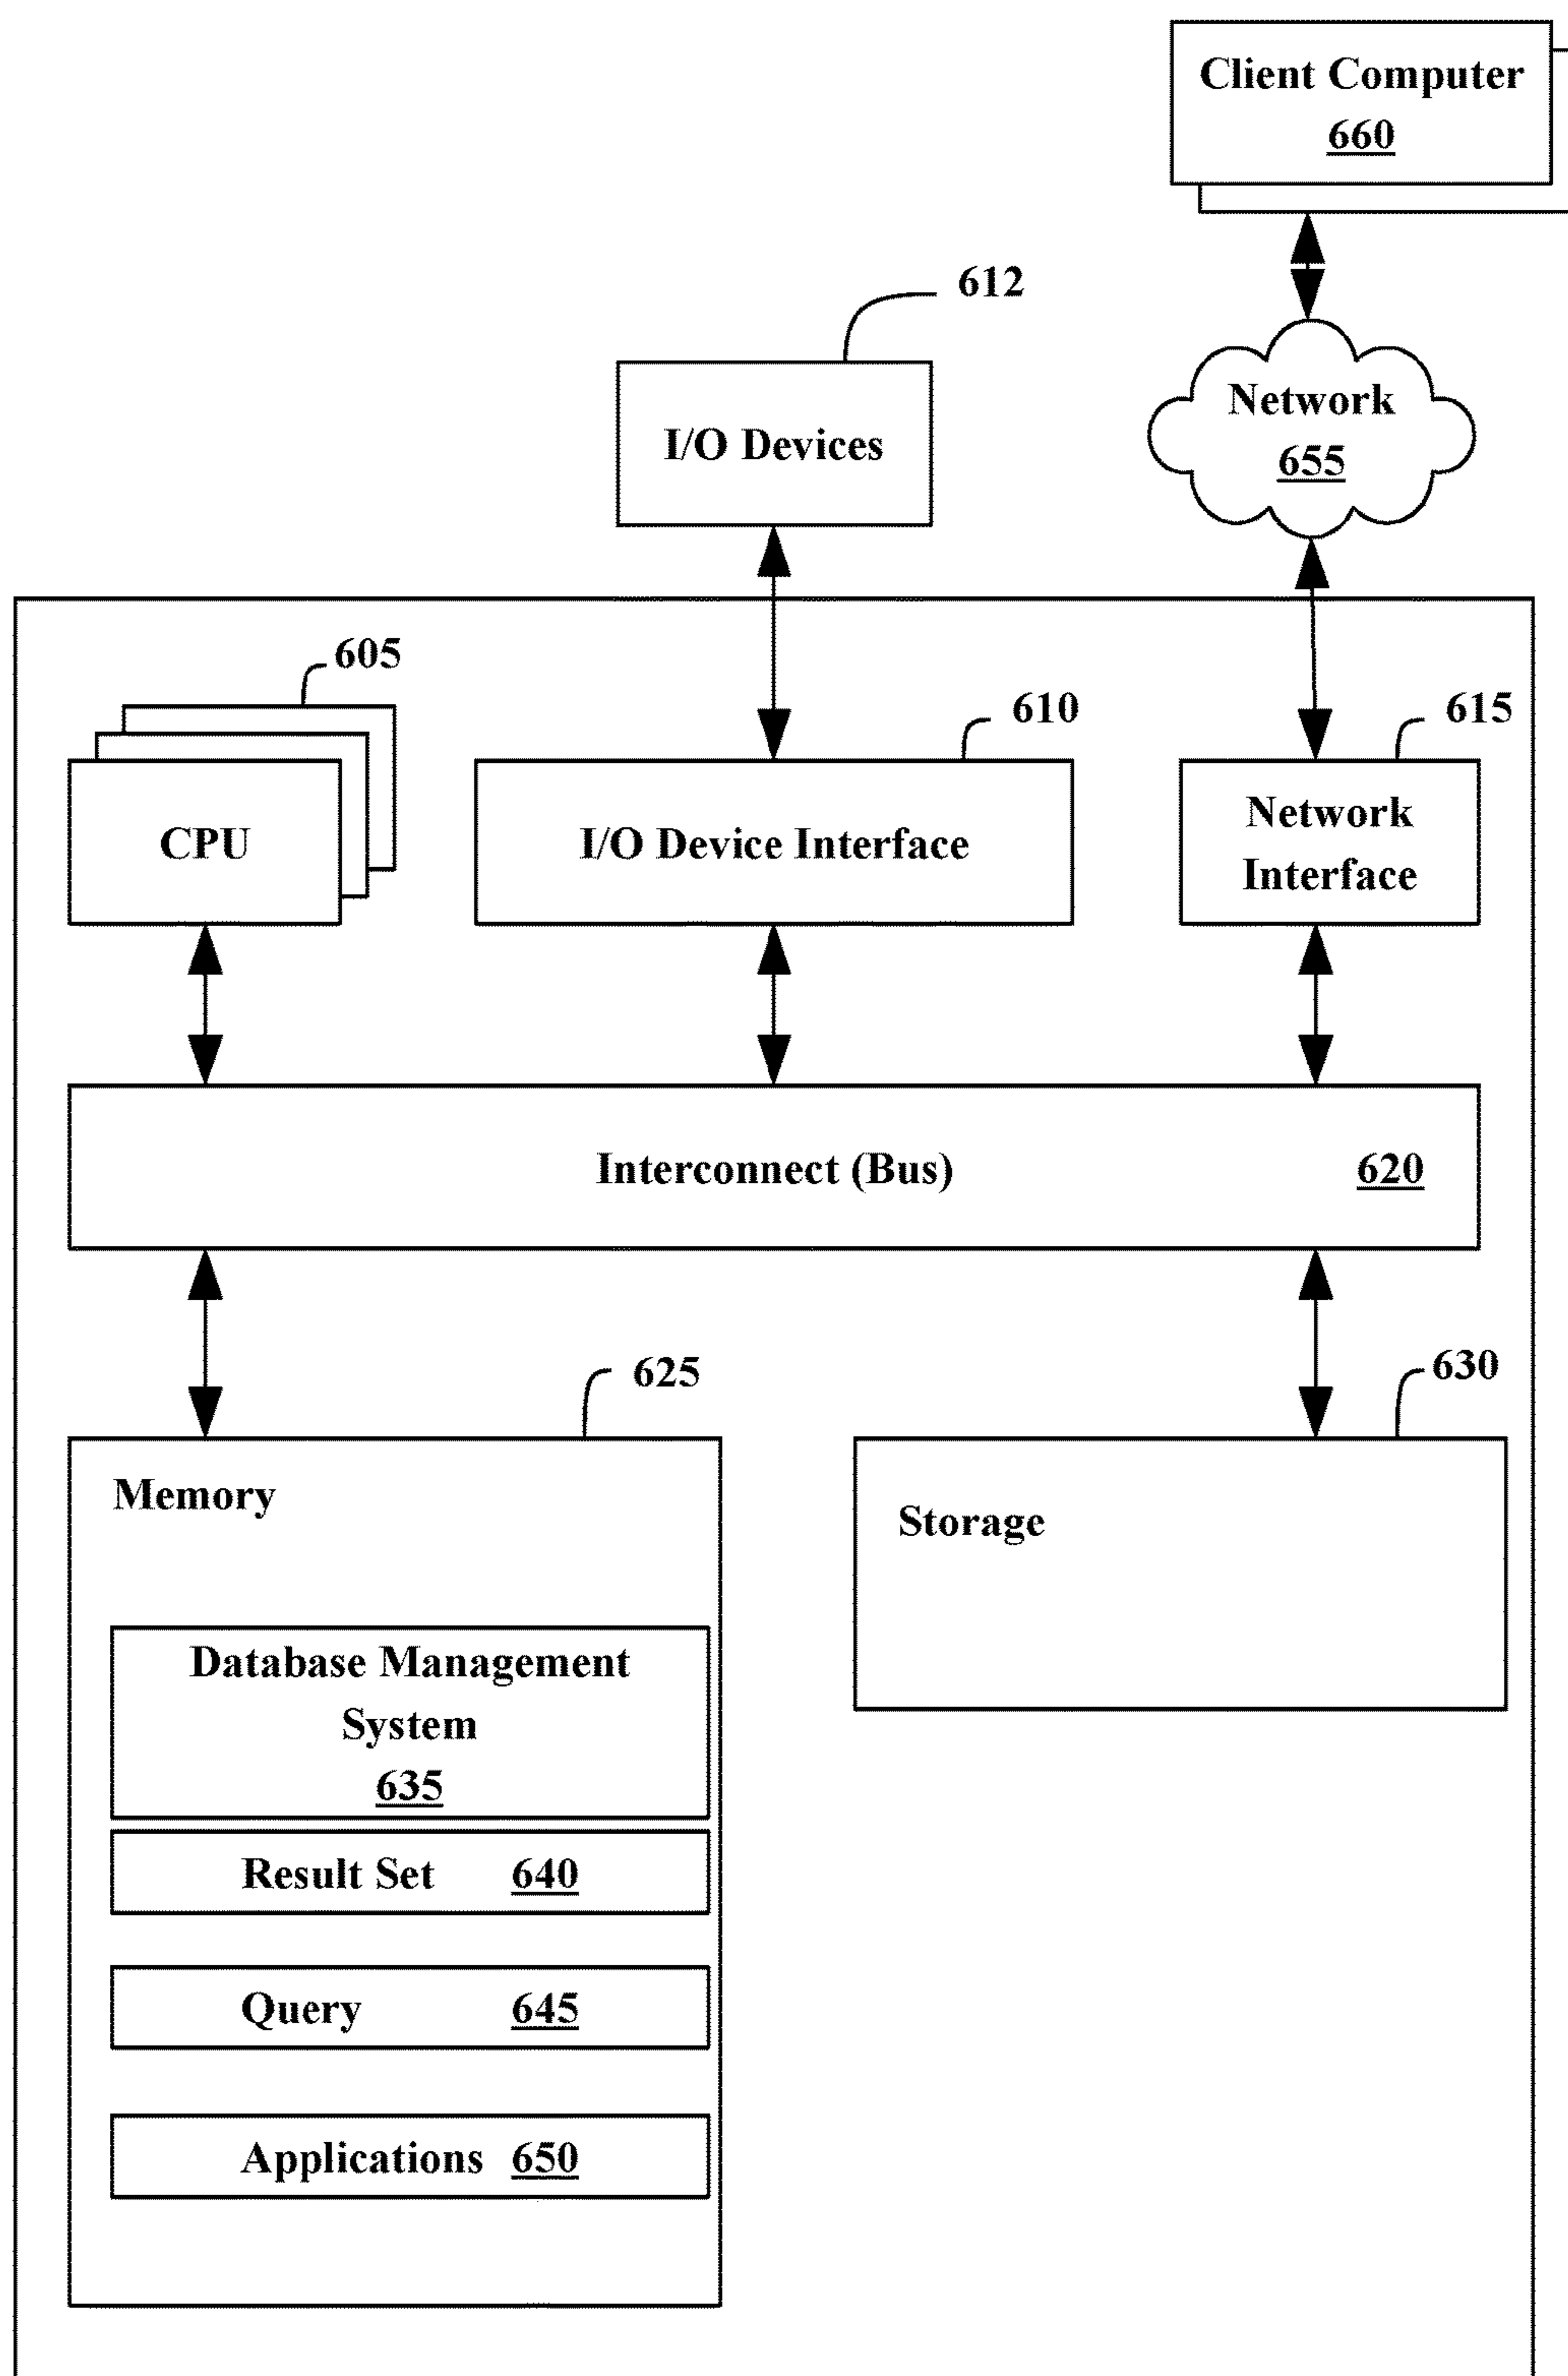 Client Computer
660
612
I/O Devices
Network
655
605
610
615
CPU
I/O Device Interface
Network
Interface
Interconnect (Bus)
620
625
630
Memory
Storage
Database Management
System
635
Result Set 640
Query 645
Applications 650